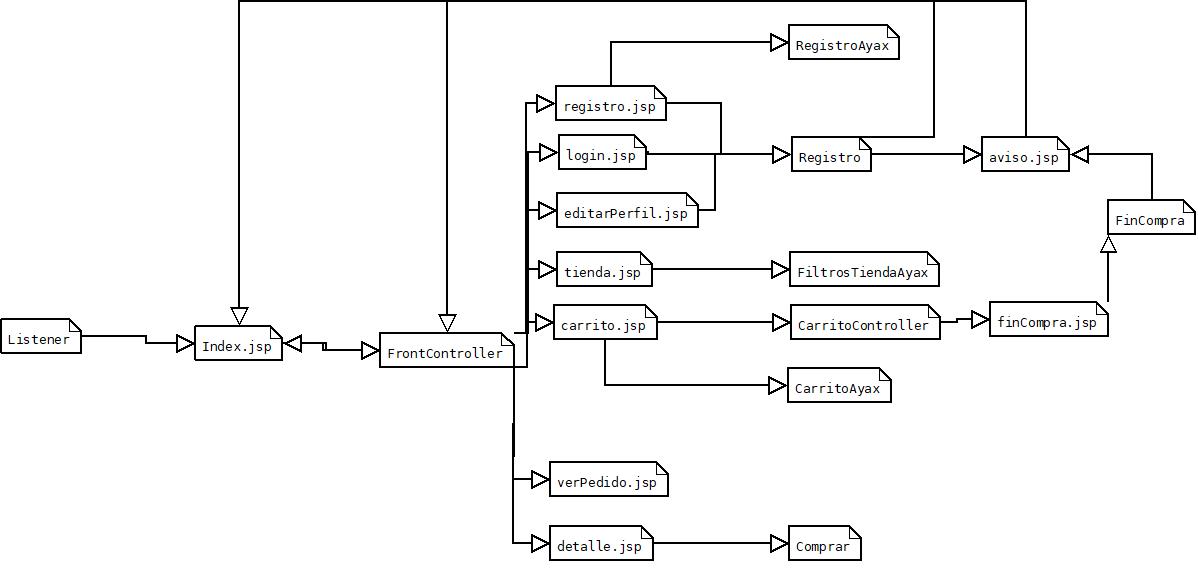 RegistroAyax
registro.jsp
login.jsp
Registro
aviso.jsp
editarPerfil.jsp
FinCompra
tienda.jsp
FiltrosTiendaAyax
carrito.jsp
CarritoController
finCompra.jsp
Listener
Index.jsp
FrontController
CarritoAyax
verPedido.jsp
detalle.jsp
Comprar